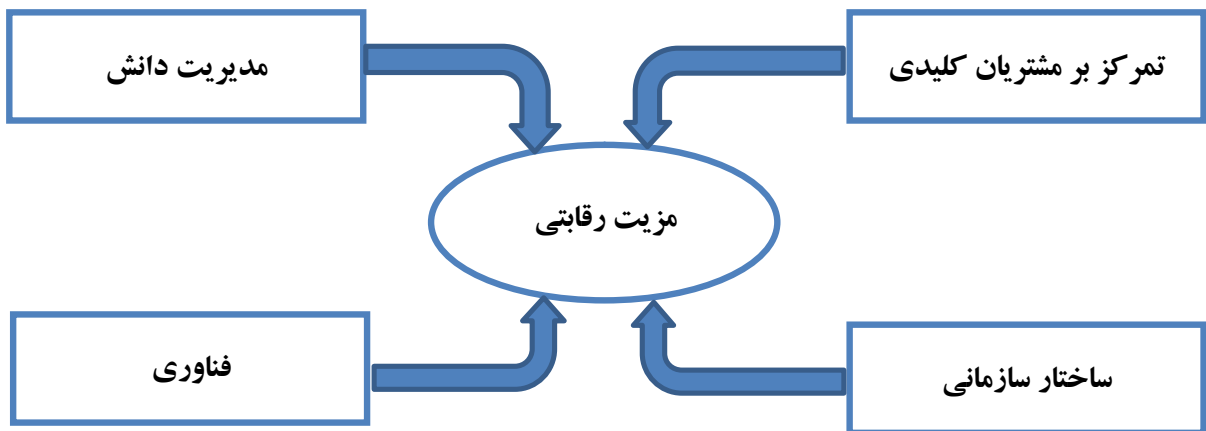 تمرکز بر مشتریان کلیدی
مدیریت دانش
مزیت رقابتی
ساختار سازمانی
فناوری